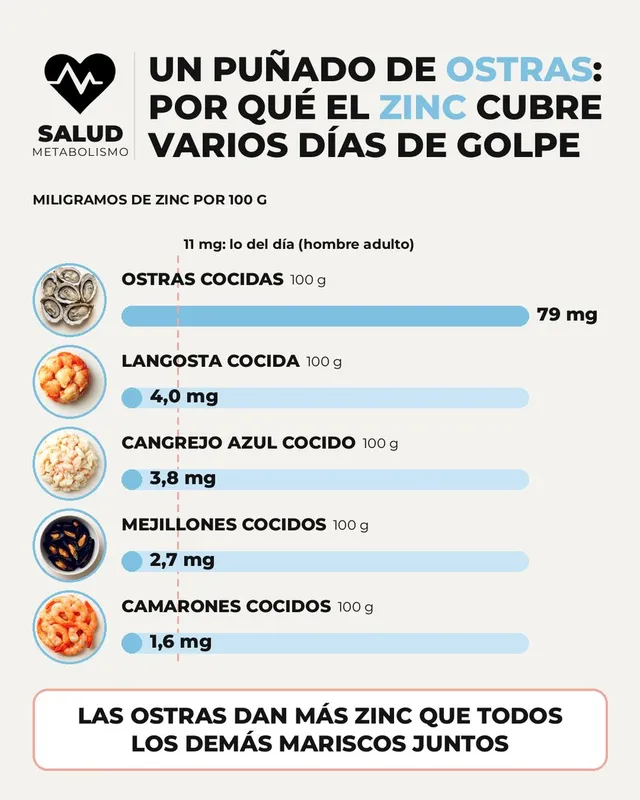 SALUD
METABOLISMO
UN PUÑADO DE OSTRAS:
POR QUÉ EL ZINC CUBRE
VARIOS DÍAS DE GOLPE
MILIGRAMOS DE ZINC POR 100 G
11 mg: lo del día (hombre adulto)
OSTRAS COCIDAS 100 g
79 mg
LANGOSTA COCIDA 100 g
4,0 mg
CANGREJO AZUL COCIDO 100 g
3,8 mg
MEJILLONES COCIDOS 100 g
2,7 mg
CAMARONES COCIDOS 100 g
1,6 mg
LAS OSTRAS DAN MÁS ZINC QUE TODOS
LOS DEMÁS MARISCOS JUNTOS